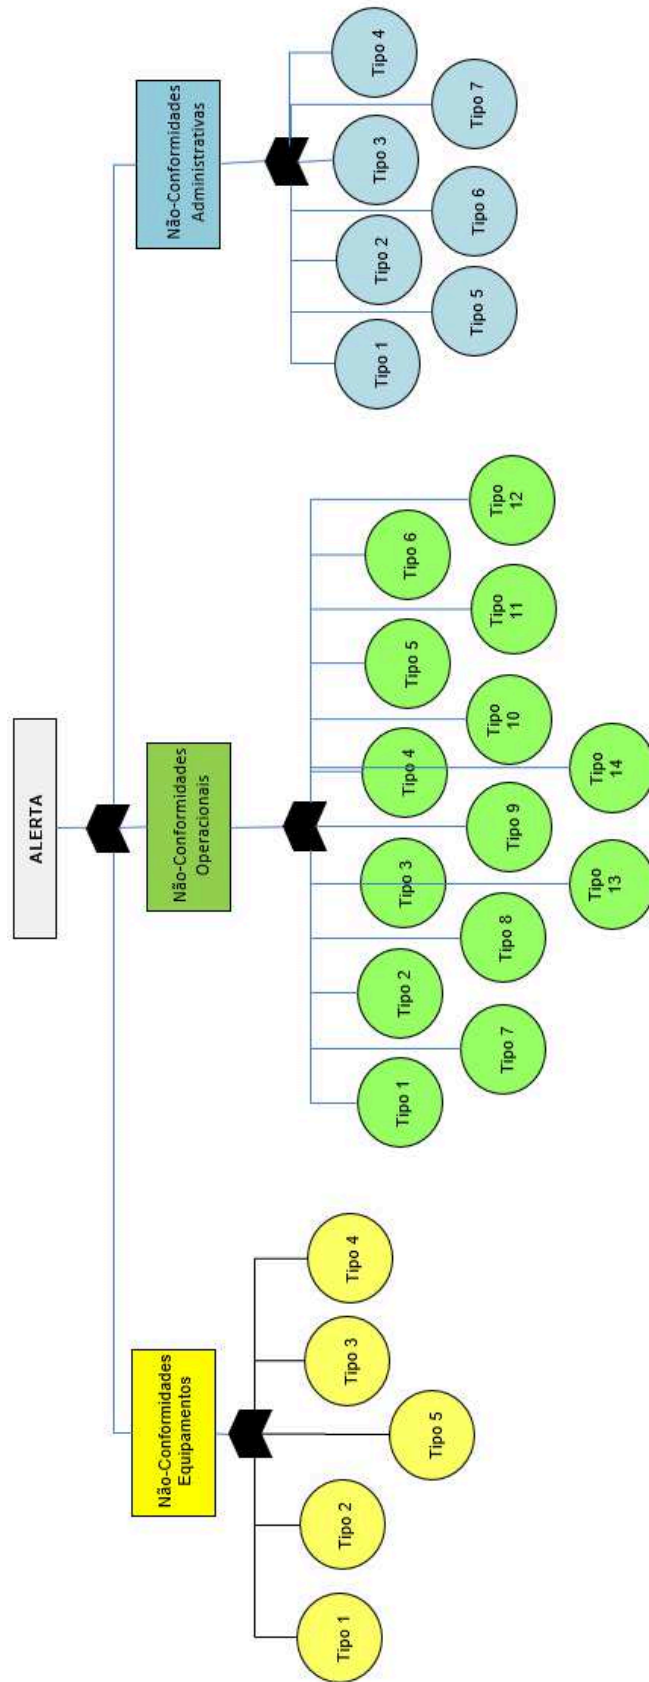 ALERTA
Não-Conformidades
Equipamentos
Não-Conformidades
Operacionais
Não-Conformidades
Administrativas
Tipo 1
Tipo 2
Tipo 3
Tipo 4
Tipo 5
Tipo 1
Tipo 2
Tipo 3
Tipo 4
Tipo 5
Tipo 6
Tipo 7
Tipo 8
Tipo 9
Tipo
10
Tipo
11
Tipo
12
Tipo
13
Tipo
14
Tipo 1
Tipo 2
Tipo 3
Tipo 4
Tipo 5
Tipo 6
Tipo 7